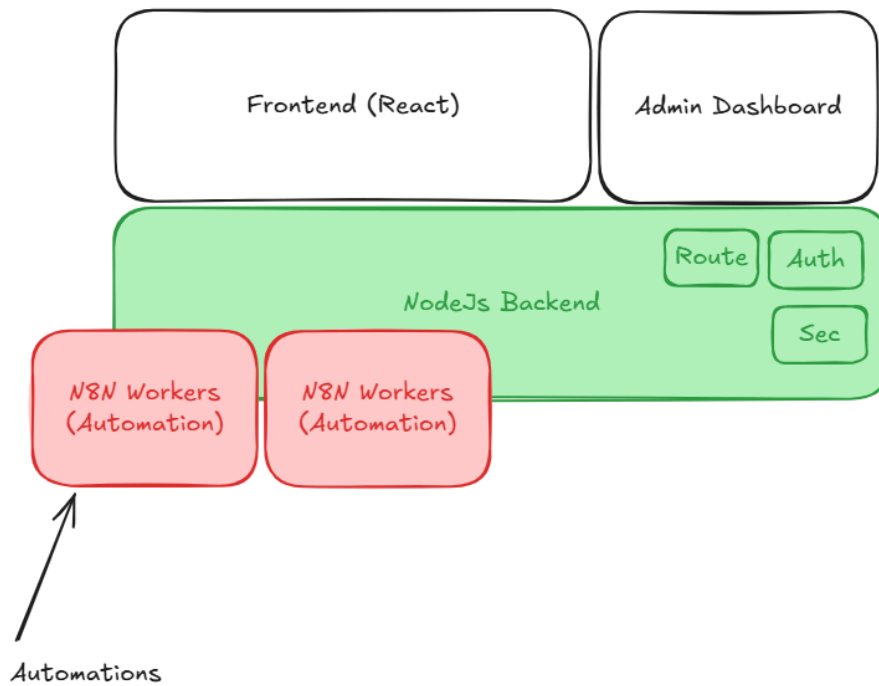 Frontend (React)
Admin Dashboard
Route
Auth
NodeJs Backend
Sec
N8N Workers
(Automation)
N8N Workers
(Automation)
Automations